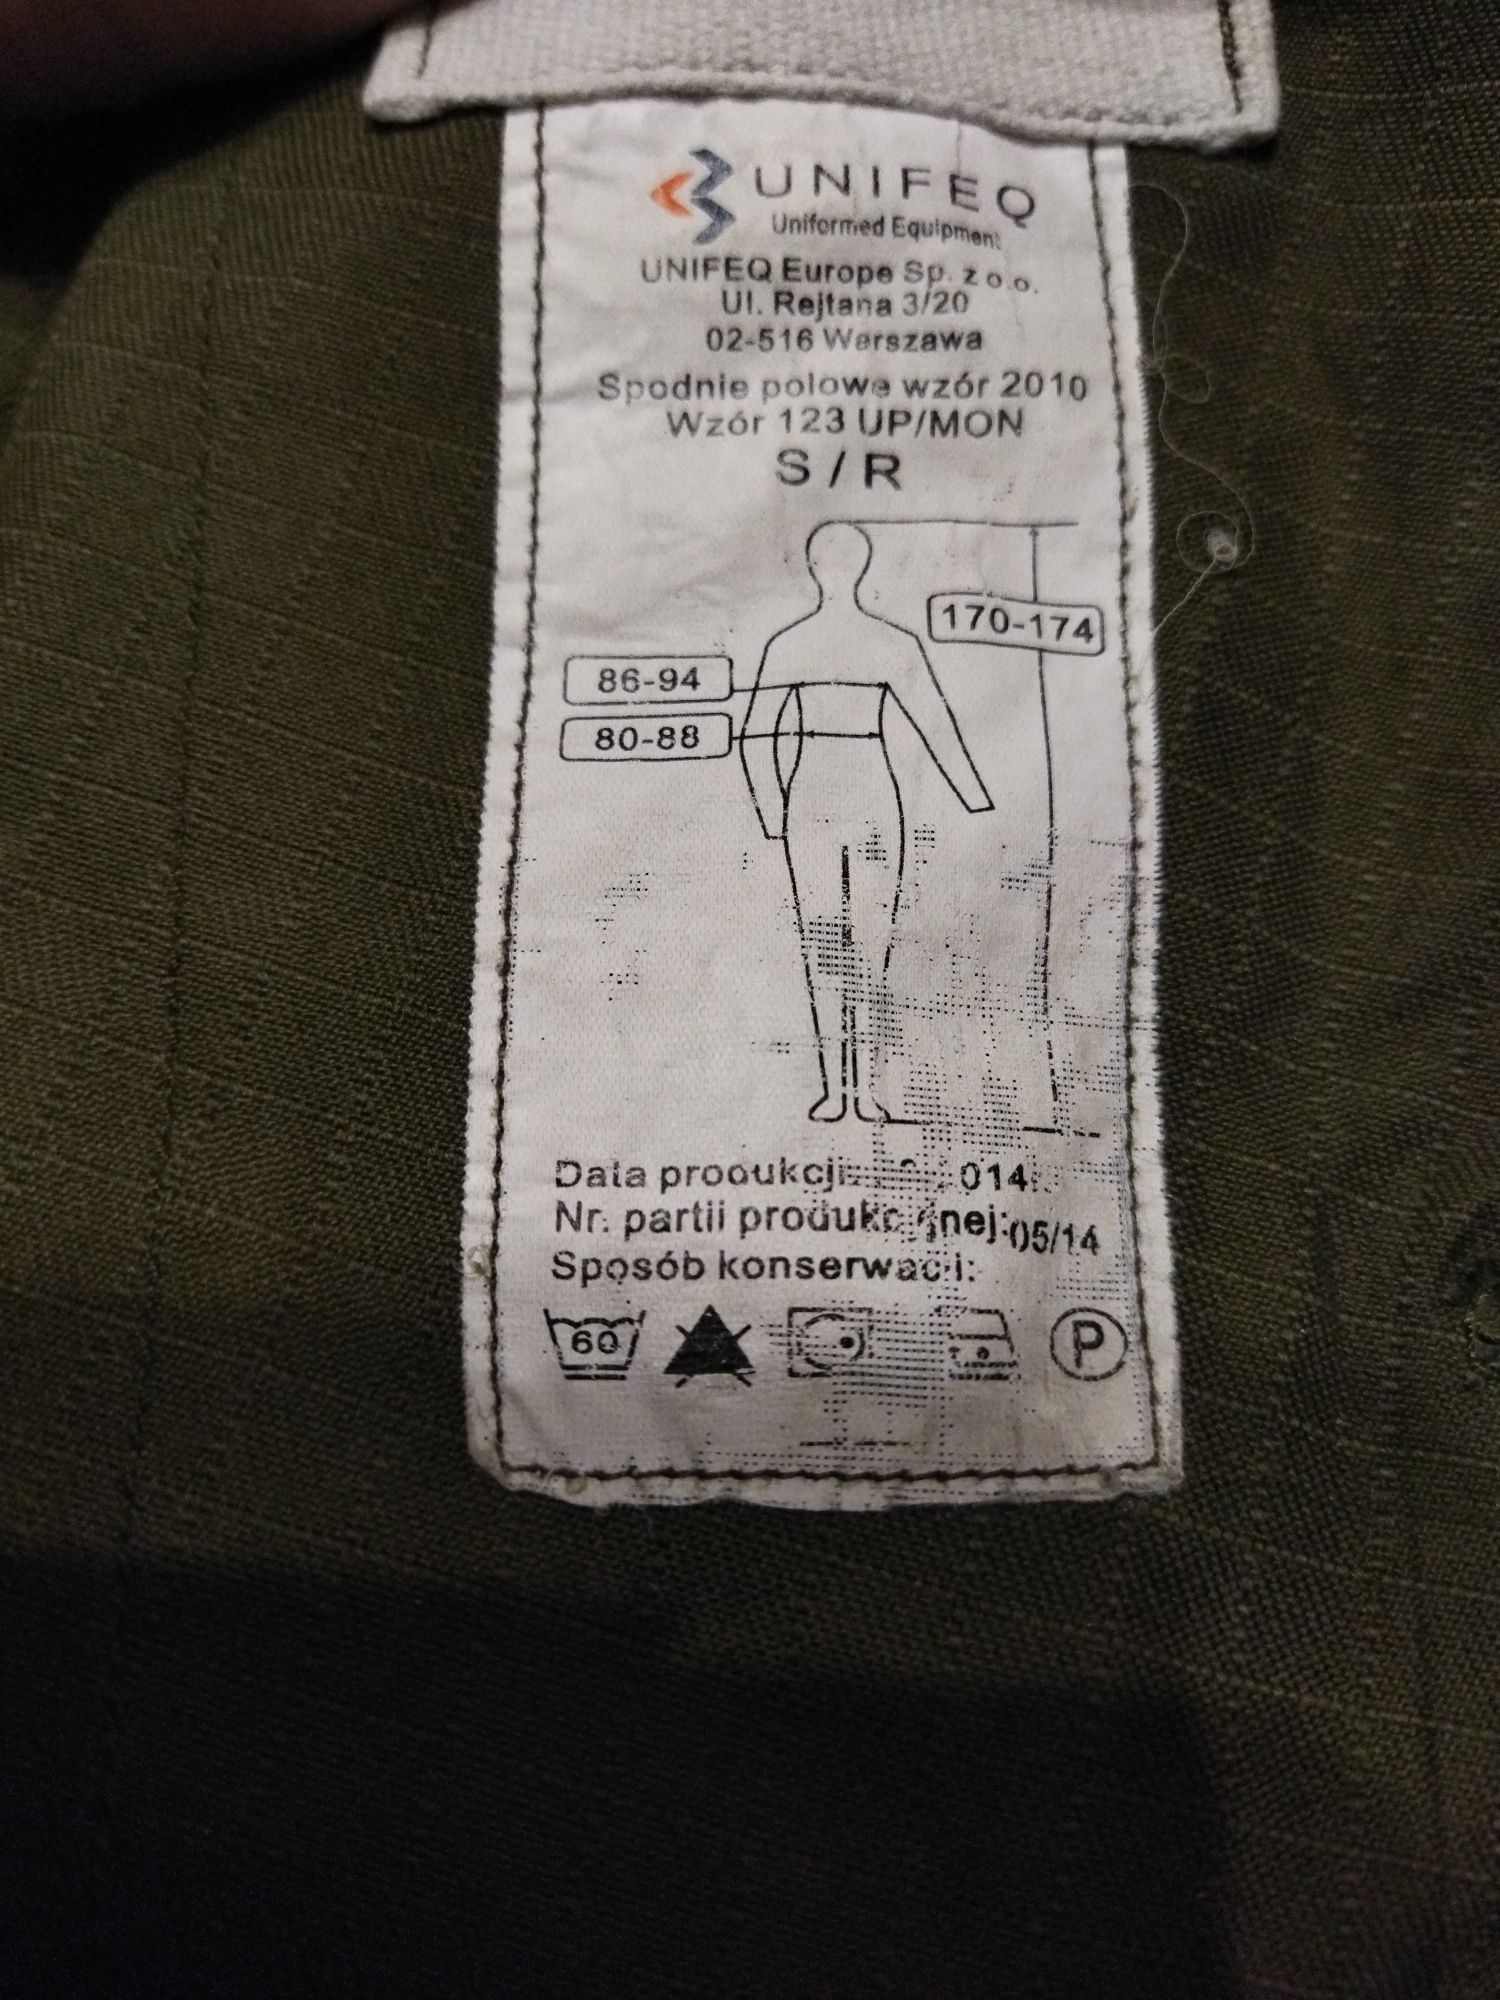 UNIFEQ
Uniformed Equipment
UNIFEQ Europe Sp. z o.o.
Ul. Rejtana 3/20
02-516 Warszawa
Spodnie polowe wzór 2010
Wzór 123 UP/MON
S / R
170-174
86-94
80-88
Data produkcji:
Nr. partii produkcyjnej: 05/14
Sposób konserwacji:
60
P